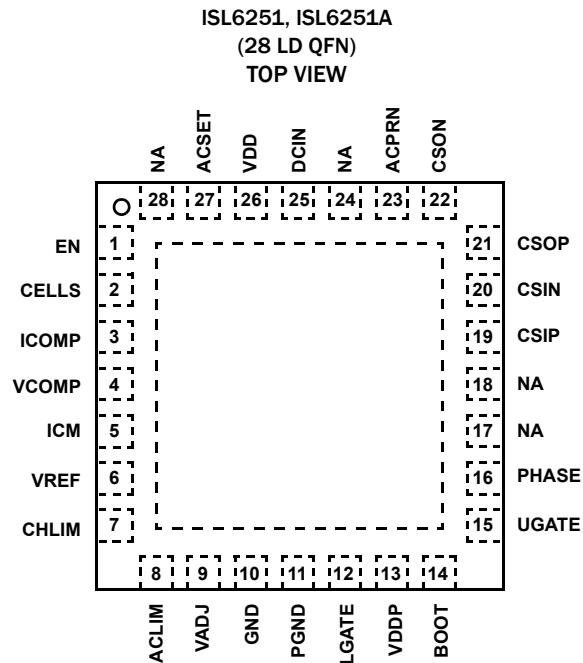 ISL6251, ISL6251A
(28 LD QFN)
TOP VIEW
NA
ACSET
VDD
DCIN
NA
ACPRN
CSON
28
27
26
25
24
23
22
EN 1
CELLS 2
ICOMP 3
VCOMP 4
ICM 5
VREF 6
CHLIM 7
21 CSOP
20 CSIN
19 CSIP
18 NA
17 NA
16 PHASE
15 UGATE
8
9
10
11
12
13
14
ACLIM
VADJ
GND
PGND
LGATE
VDDP
BOOT